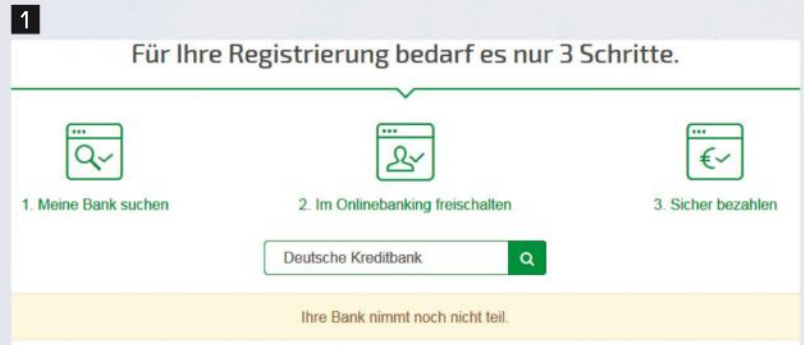 1
Für Ihre Registrierung bedarf es nur 3 Schritte.
1. Meine Bank suchen
2. Im Onlinebanking freischalten
3. Sicher bezahlen
Deutsche Kreditbank
Ihre Bank nimmt noch nicht teil.